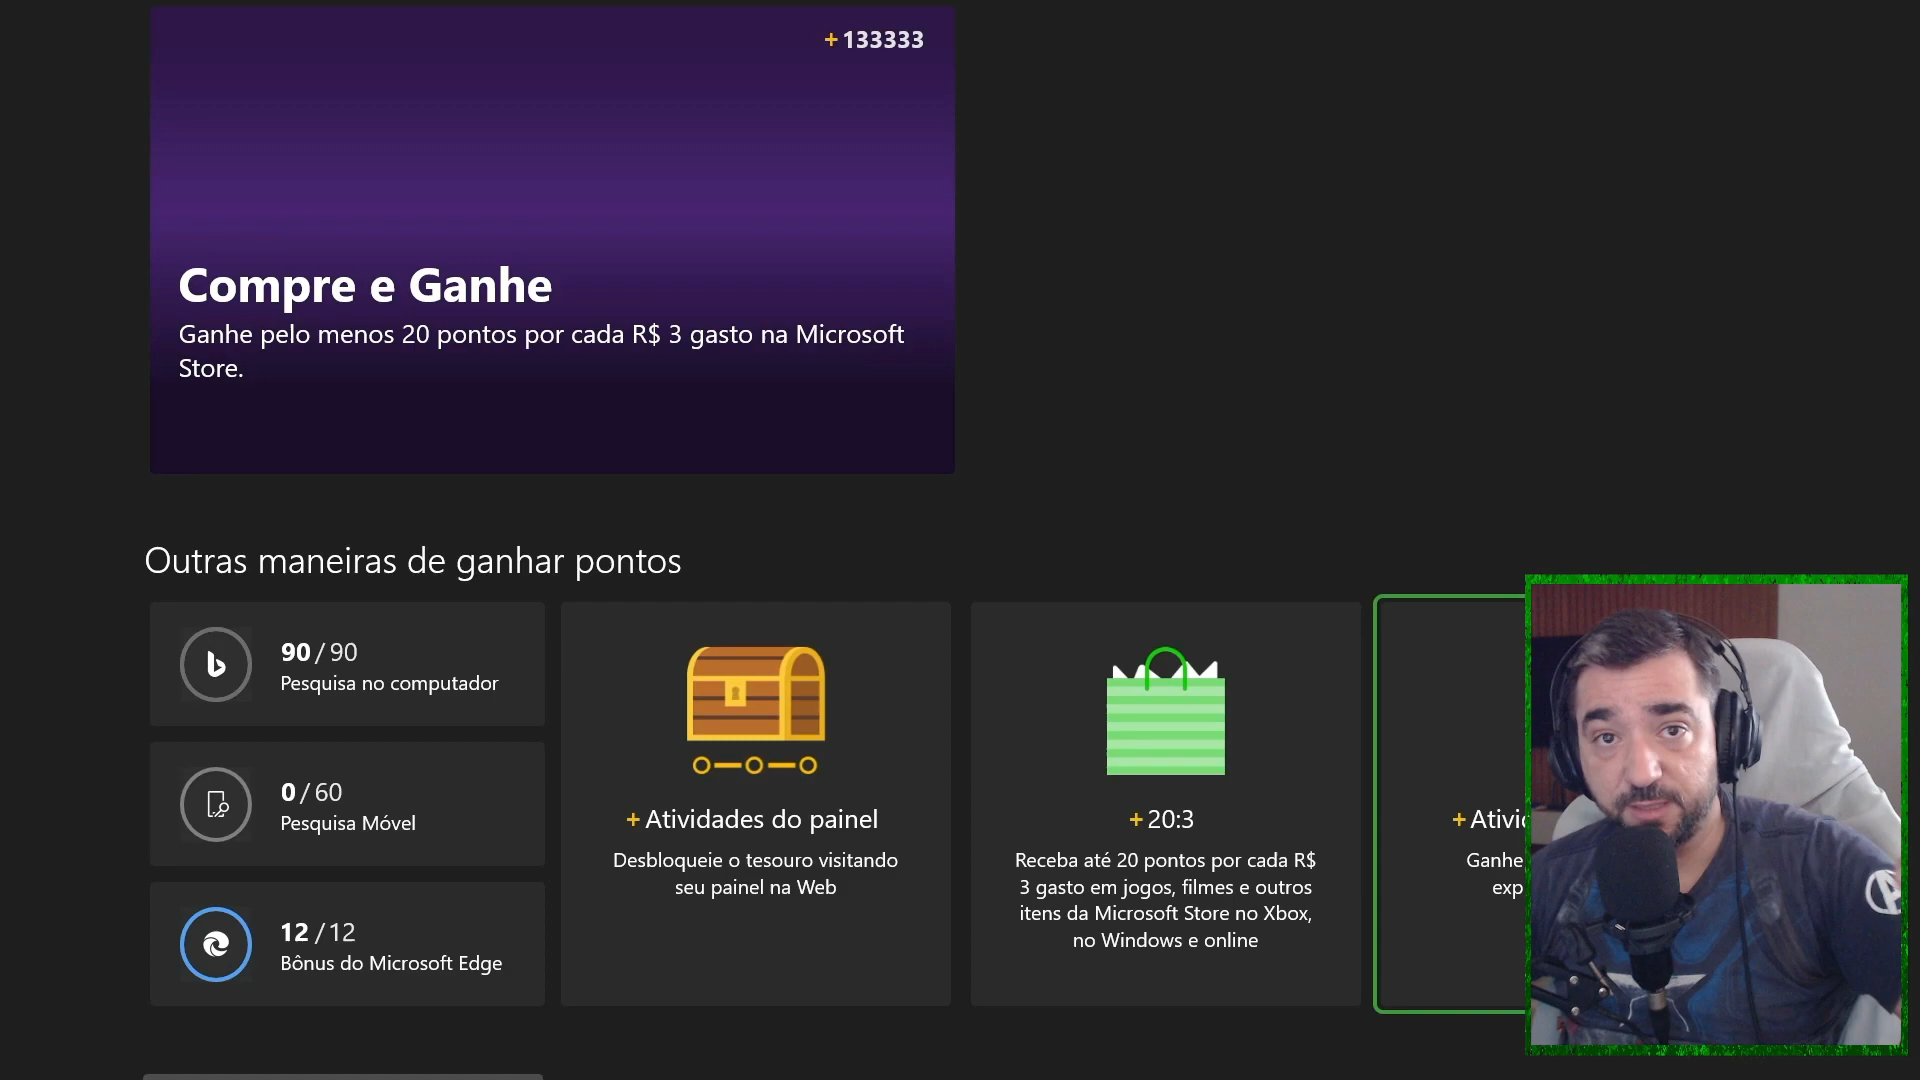 +133333
Compre e Ganhe
Ganhe pelo menos 20 pontos por cada R$ 3 gasto na Microsoft
Store.
Outras maneiras de ganhar pontos
90/90
Pesquisa no computador
0/60
Pesquisa Móvel
12/12
Bônus do Microsoft Edge
+Atividades do painel
Desbloqueie o tesouro visitando
seu painel na Web
+20:3
Receba até 20 pontos por cada R$
3 gasto em jogos, filmes e outros
itens da Microsoft Store no Xbox,
no Windows e online
+
Ganhe